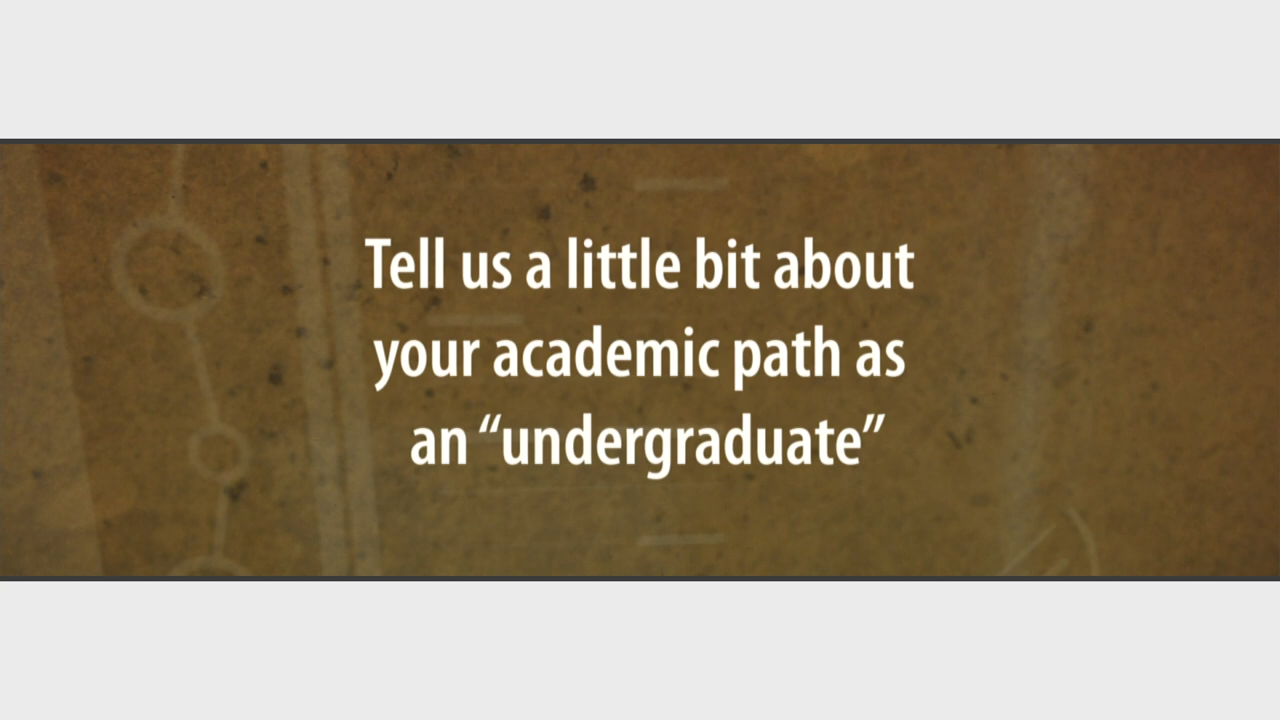 Tell us a little bit about
your academic path as
an “undergraduate”